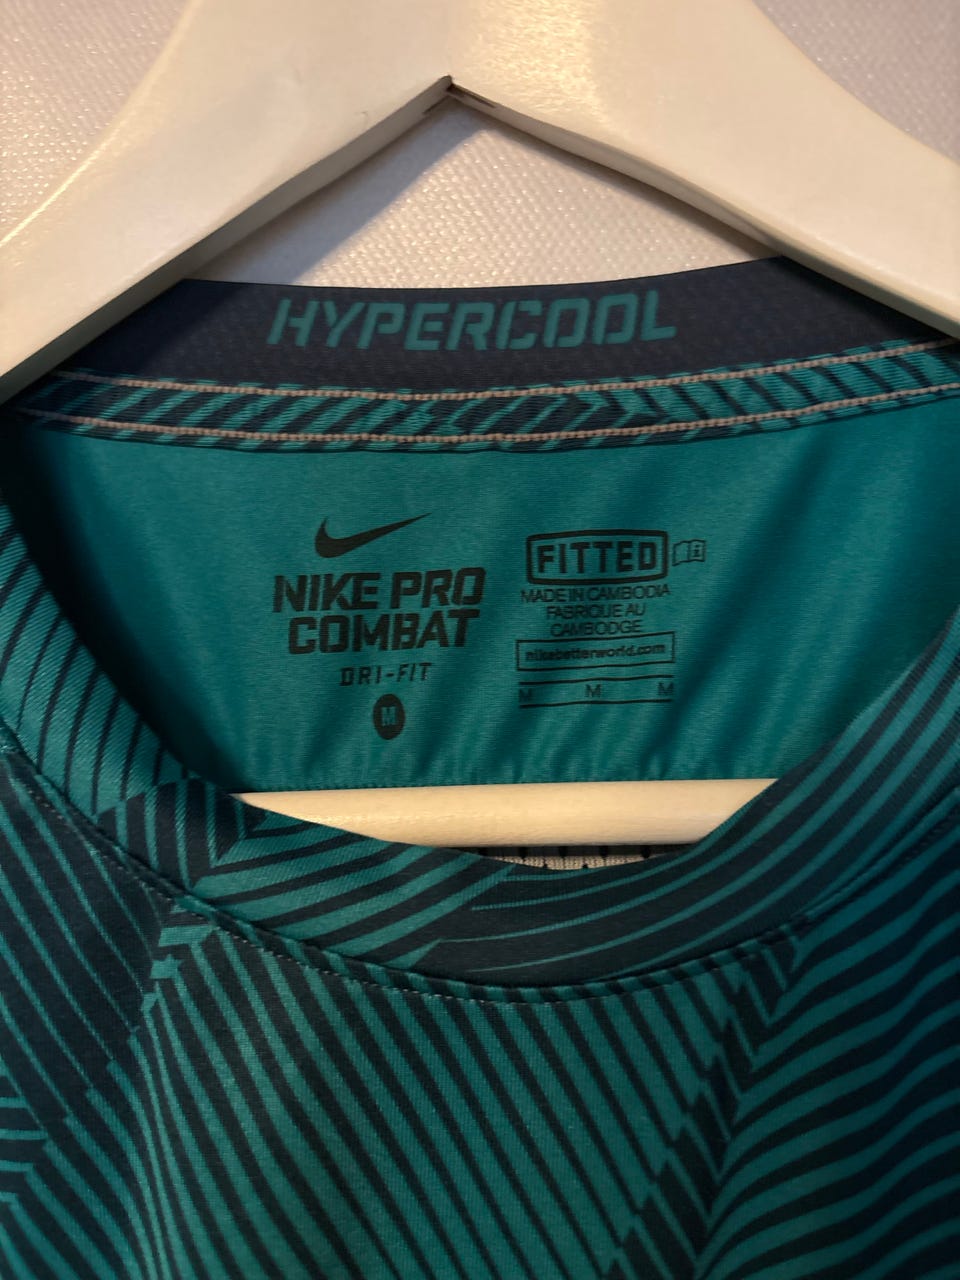 HYPERCOOL
NIKE PRO
COMBAT
DRI-FIT
M
FITTED
MADE IN CAMBODIA
FABRIQUE AU
CAMBODGE
nikebetterworld.com
M M M